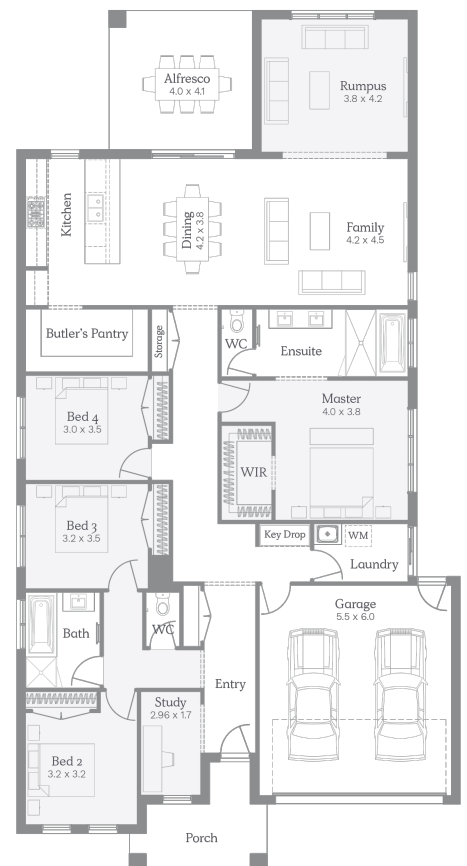 Alfresco
4.0 x 4.1
Rumpus
3.8 x 4.2
Kitchen
Dining
4.2 x 3.8
Family
4.2 x 4.5
Butler's Pantry
Storage
WC
Ensuite
Bed 4
3.0 x 3.5
Master
4.0 x 3.8
WIR
Bed 3
3.2 x 3.5
Key Drop
WM
Laundry
Bath
WC
Garage
5.5 x 6.0
Entry
Study
2.96 x 1.7
Bed 2
3.2 x 3.2
Porch